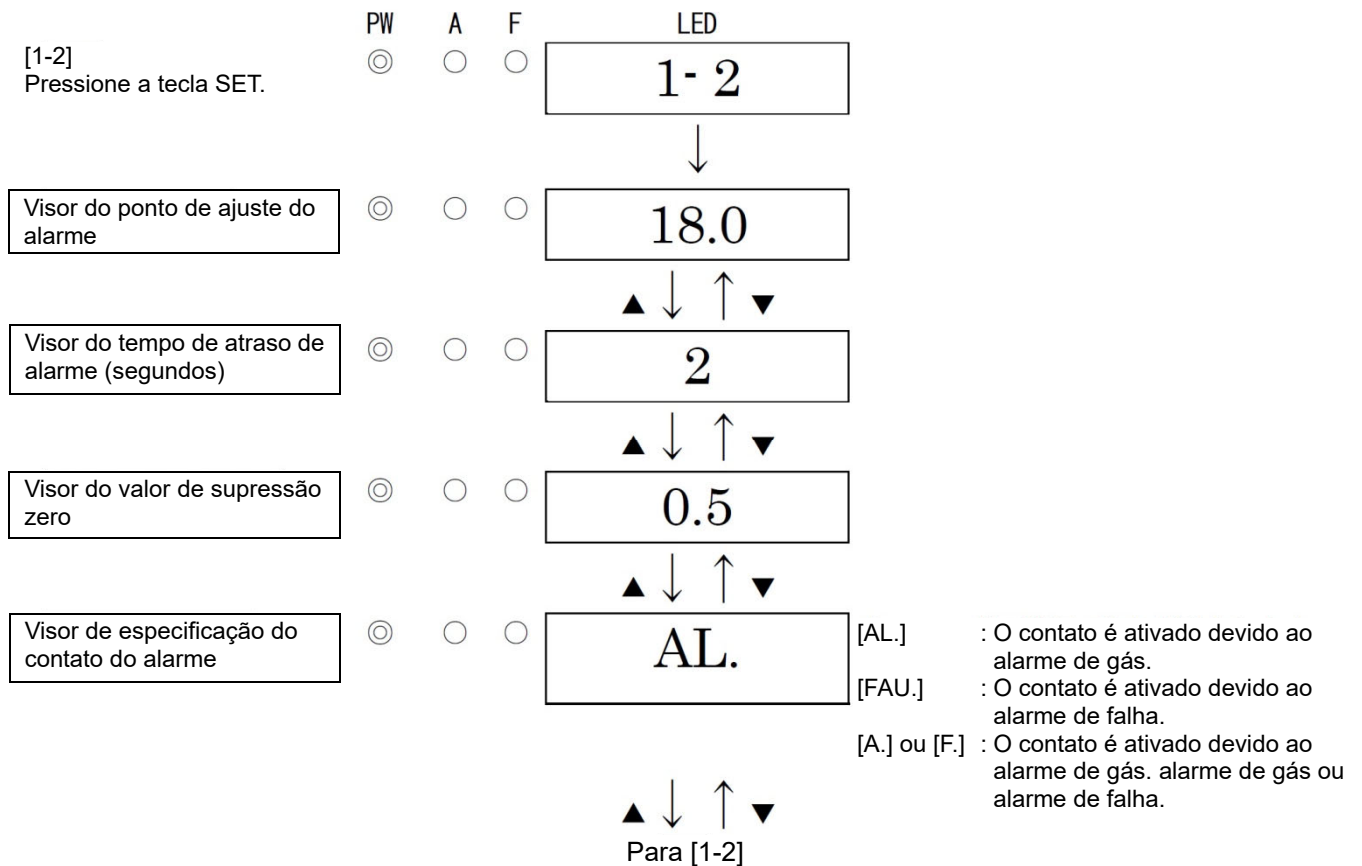 PW A F LED
[1-2]
Pressione a tecla SET.
1- 2
↓
Visor do ponto de ajuste do
alarme
18.0
▲ ↓ ↑ ▼
Visor do tempo de atraso de
alarme (segundos)
2
▲ ↓ ↑ ▼
Visor do valor de supressão
zero
0.5
▲ ↓ ↑ ▼
Visor de especificação do
contato do alarme
AL.
[AL.] : O contato é ativado devido ao
alarme de gás.
[FAU.] : O contato é ativado devido ao
alarme de falha.
[A.] ou [F.] : O contato é ativado devido ao
alarme de gás. alarme de gás ou
alarme de falha.
▲ ↓ ↑ ▼
Para [1-2]